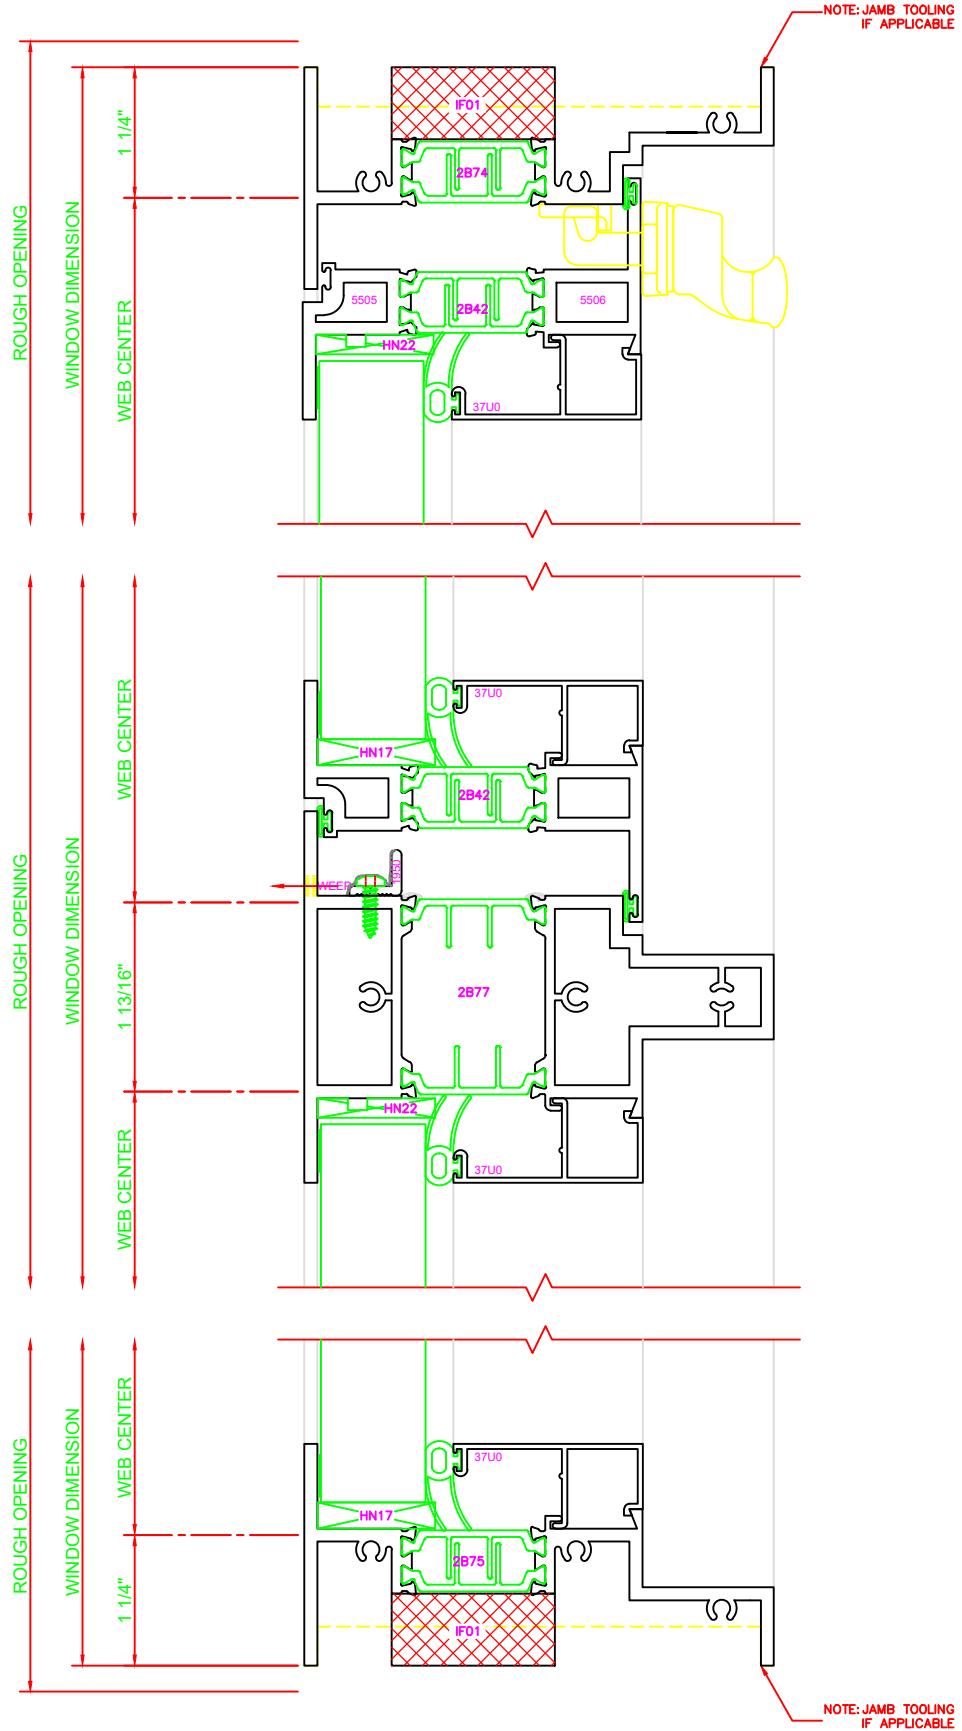 NOTE: JAMB TOOLING
IF APPLICABLE
ROUGH OPENING
WINDOW DIMENSION
1 1/4"
WEB CENTER
IF01
2B74
5505
2B42
5506
HN22
37U0
ROUGH OPENING
WINDOW DIMENSION
WEB CENTER
1 13/16"
WEB CENTER
37U0
HN17
2B42
1950
WEEP
2B77
HN22
37U0
ROUGH OPENING
WINDOW DIMENSION
WEB CENTER
1 1/4"
37U0
HN17
2B75
IF01
NOTE: JAMB TOOLING
IF APPLICABLE